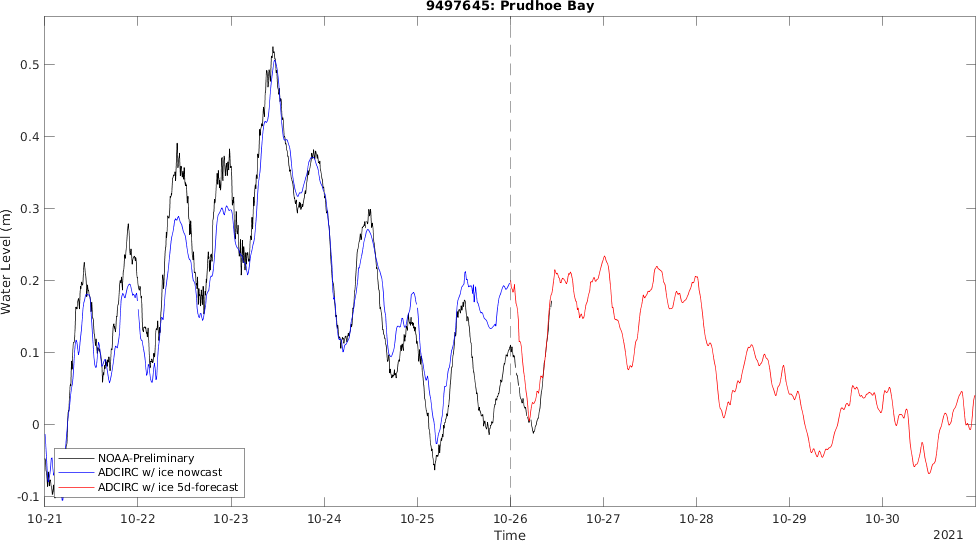 9497645: Prudhoe Bay
Water Level (m)
0.5
0.4
0.3
0.2
0.1
0
-0.1
NOAA-Preliminary
ADCIRC w/ ice nowcast
ADCIRC w/ ice 5d-forecast
10-21 10-22 10-23 10-24 10-25 10-26 10-27 10-28 10-29 10-30
Time
2021